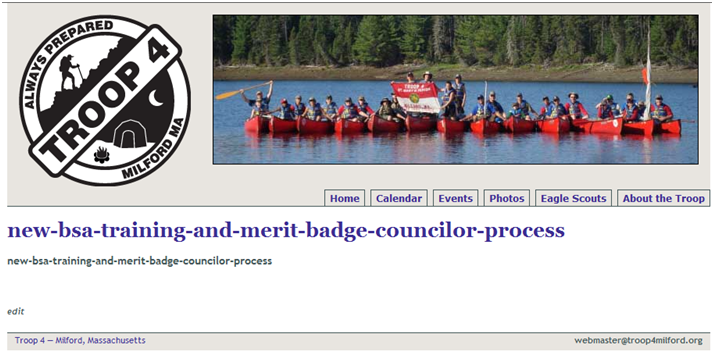 ALWAYS PREPARED
TROOP 4
MILFORD MA
TROOP 4
Home
Calendar
Events
Photos
Eagle Scouts
About the Troop
new-bsa-training-and-merit-badge-councilor-process
new-bsa-training-and-merit-badge-councilor-process
edit
Troop 4 — Milford, Massachusetts
webmaster@troop4milford.org